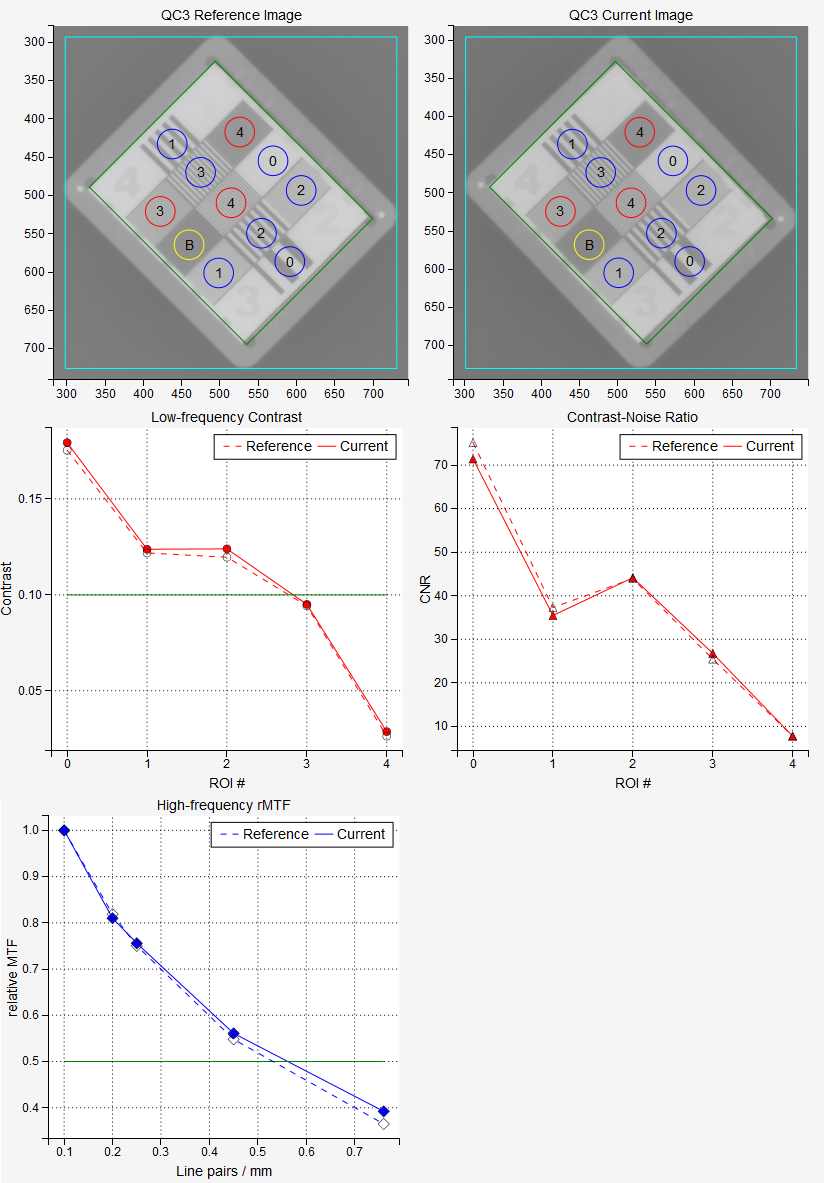 QC3 Reference Image
300
350
400
450
500
550
600
650
700
1
4
3
0
2
3
4
2
B
1
0
4
2
3
300 350 400 450 500 550 600 650 700
QC3 Current Image
300
350
400
450
500
550
600
650
700
1
4
3
0
2
3
4
2
B
1
0
4
2
3
300 350 400 450 500 550 600 650 700
Low-frequency Contrast
Reference Current
Contrast
0.15
0.10
0.05
0 1 2 3 4
ROI #
Contrast-Noise Ratio
Reference Current
CNR
70
60
50
40
30
20
10
0 1 2 3 4
ROI #
High-frequency rMTF
Reference Current
relative MTF
1.0
0.9
0.8
0.7
0.6
0.5
0.4
0.1 0.2 0.3 0.4 0.5 0.6 0.7
Line pairs / mm